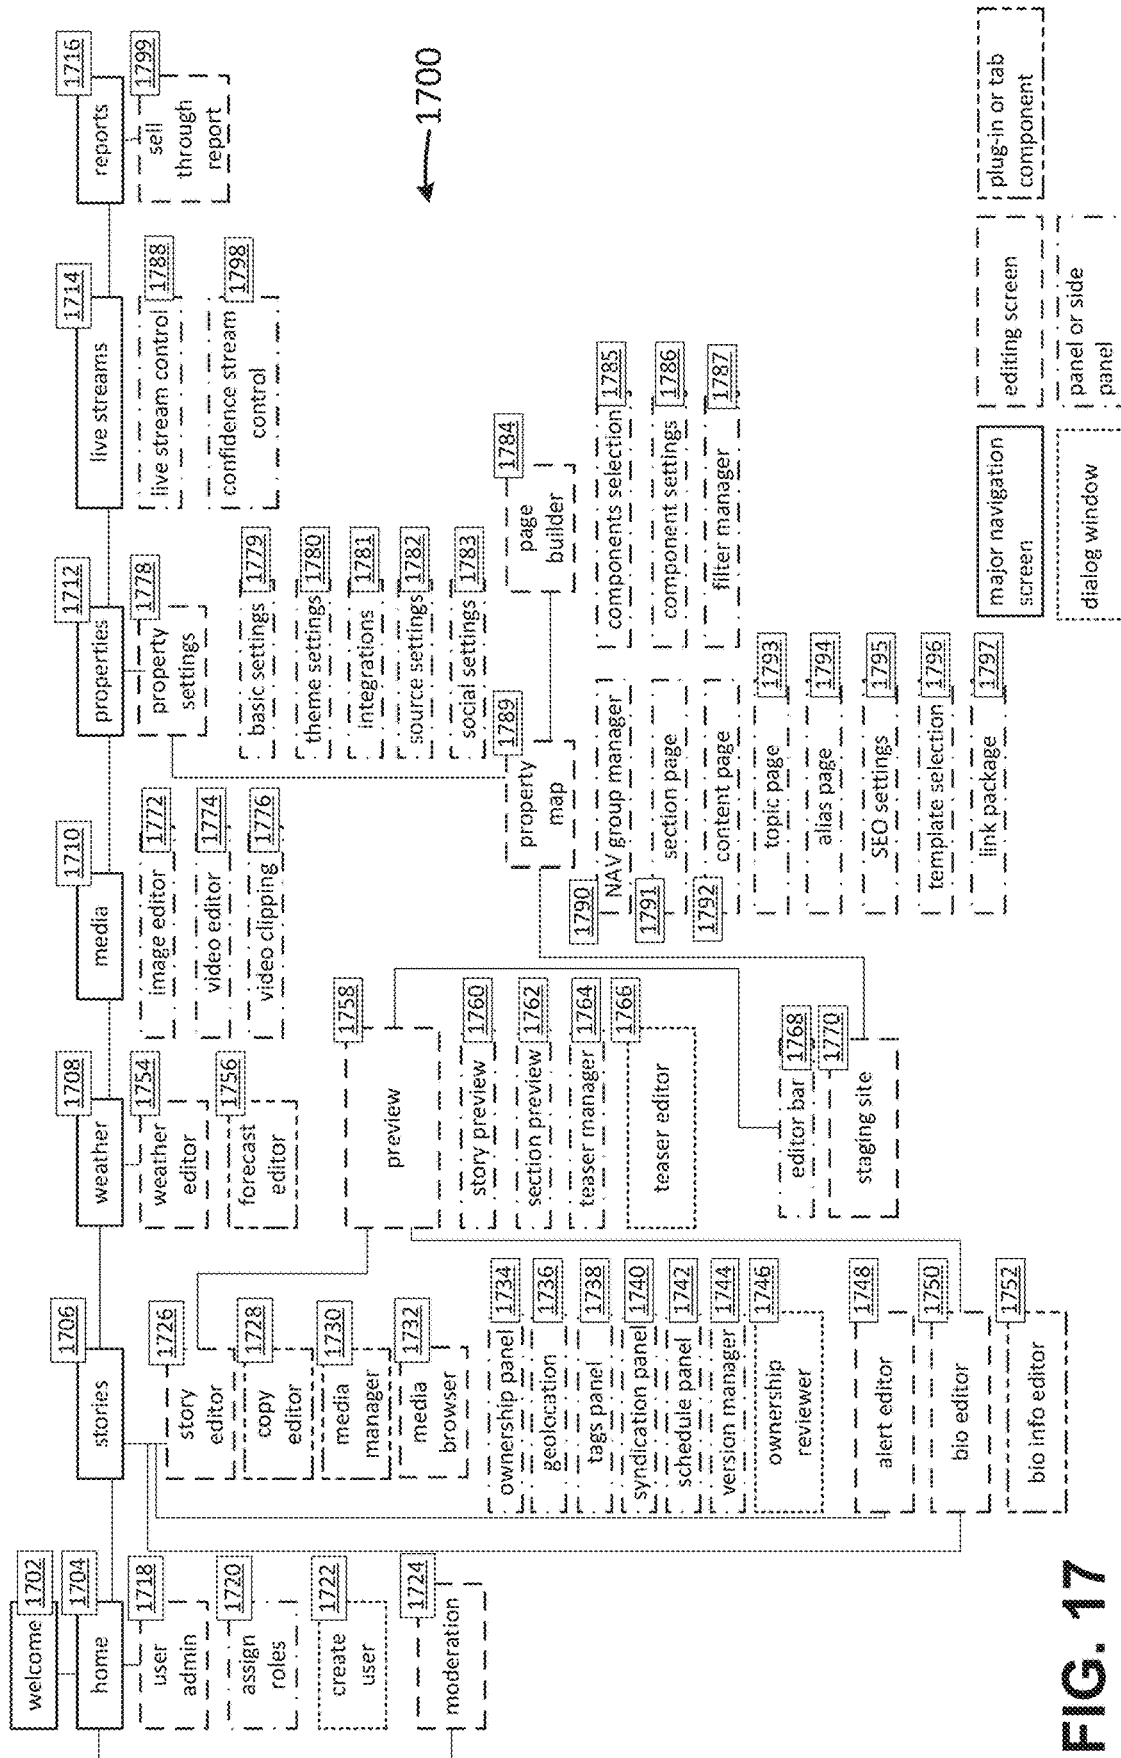 welcome
1702
home
1704
user
admin
1718
assign
roles
1720
create
user
1722
moderation
1724
stories
1706
story
editor
1726
copy
editor
1728
media
manager
1730
media
browser
1732
ownership panel
1734
geolocation
1736
tags panel
1738
syndication panel
1740
schedule panel
1742
version manager
1744
ownership
reviewer
1746
alert editor
1748
bio editor
1750
bio info editor
1752
weather
1708
weather
editor
1754
forecast
editor
1756
preview
1758
story preview
1760
section preview
1762
teaser manager
1764
teaser editor
1766
editor bar
1768
staging site
1770
media
1710
image editor
1772
video editor
1774
video clipping
1776
properties
1712
property
settings
1778
basic settings
1779
theme settings
1780
integrations
1781
source settings
1782
social settings
1783
property
map
1789
page
builder
1784
NAV group manager
1790
section page
1791
content page
1792
topic page
1793
alias page
1794
SEO settings
1795
template selection
1796
link package
1797
components selection
1785
component settings
1786
filter manager
1787
live streams
1714
live stream control
1788
confidence stream
control
1798
reports
1716
sell
through
report
1799
1700
major navigation
screen
editing screen
plug-in or tab
component
dialog window
panel or side
panel
FIG. 17